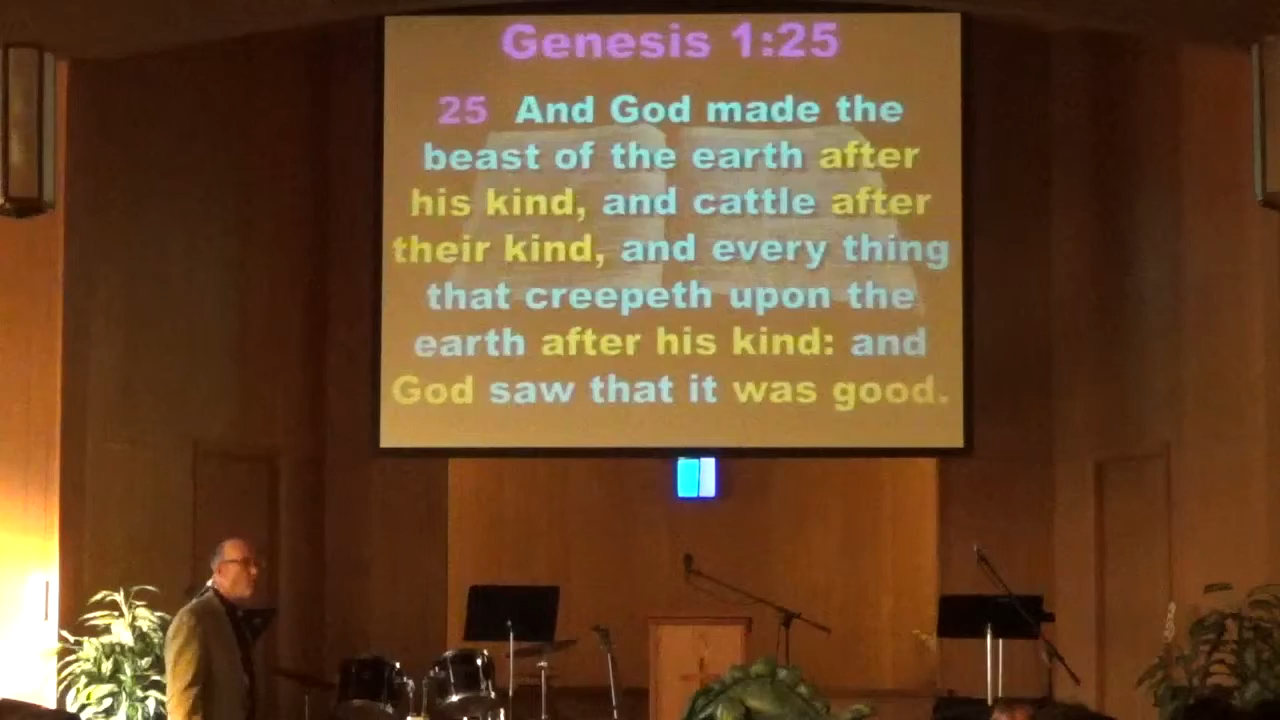 Genesis 1:25
25 And God made the
beast of the earth after
his kind, and cattle after
their kind, and every thing
that creepeth upon the
earth after his kind: and
God saw that it was good.